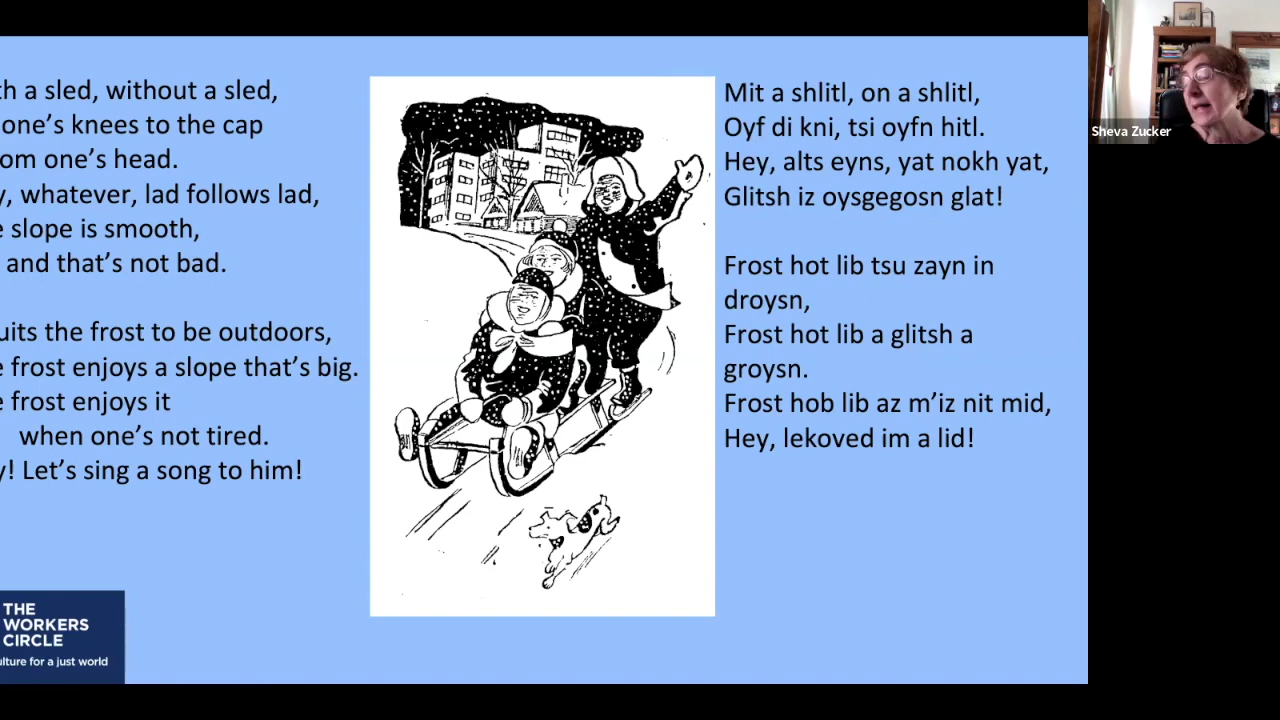 a sled, without a sled,
one's knees to the cap
one's head.
whatever, lad follows lad,
slope is smooth,
and that's not bad.
the frost to be outdoors,
frost enjoys a slope that's big.
frost enjoys it
when one's not tired.
Let's sing a song to him!
THE
WORKERS
CIRCLE
for a just world
Mit a shlitl, on a shlitl,
Oyf di kni, tsi oyfn hitl.
Hey, alts eyns, yat nokh yat,
Glitsh iz oysgegosn glat!
Frost hot lib tsu zayn in
droysn,
Frost hot lib a glitsh a
groysn.
Frost hob lib az m'iz nit mid,
Hey, lekoved im a lid!
Sheva Zucker